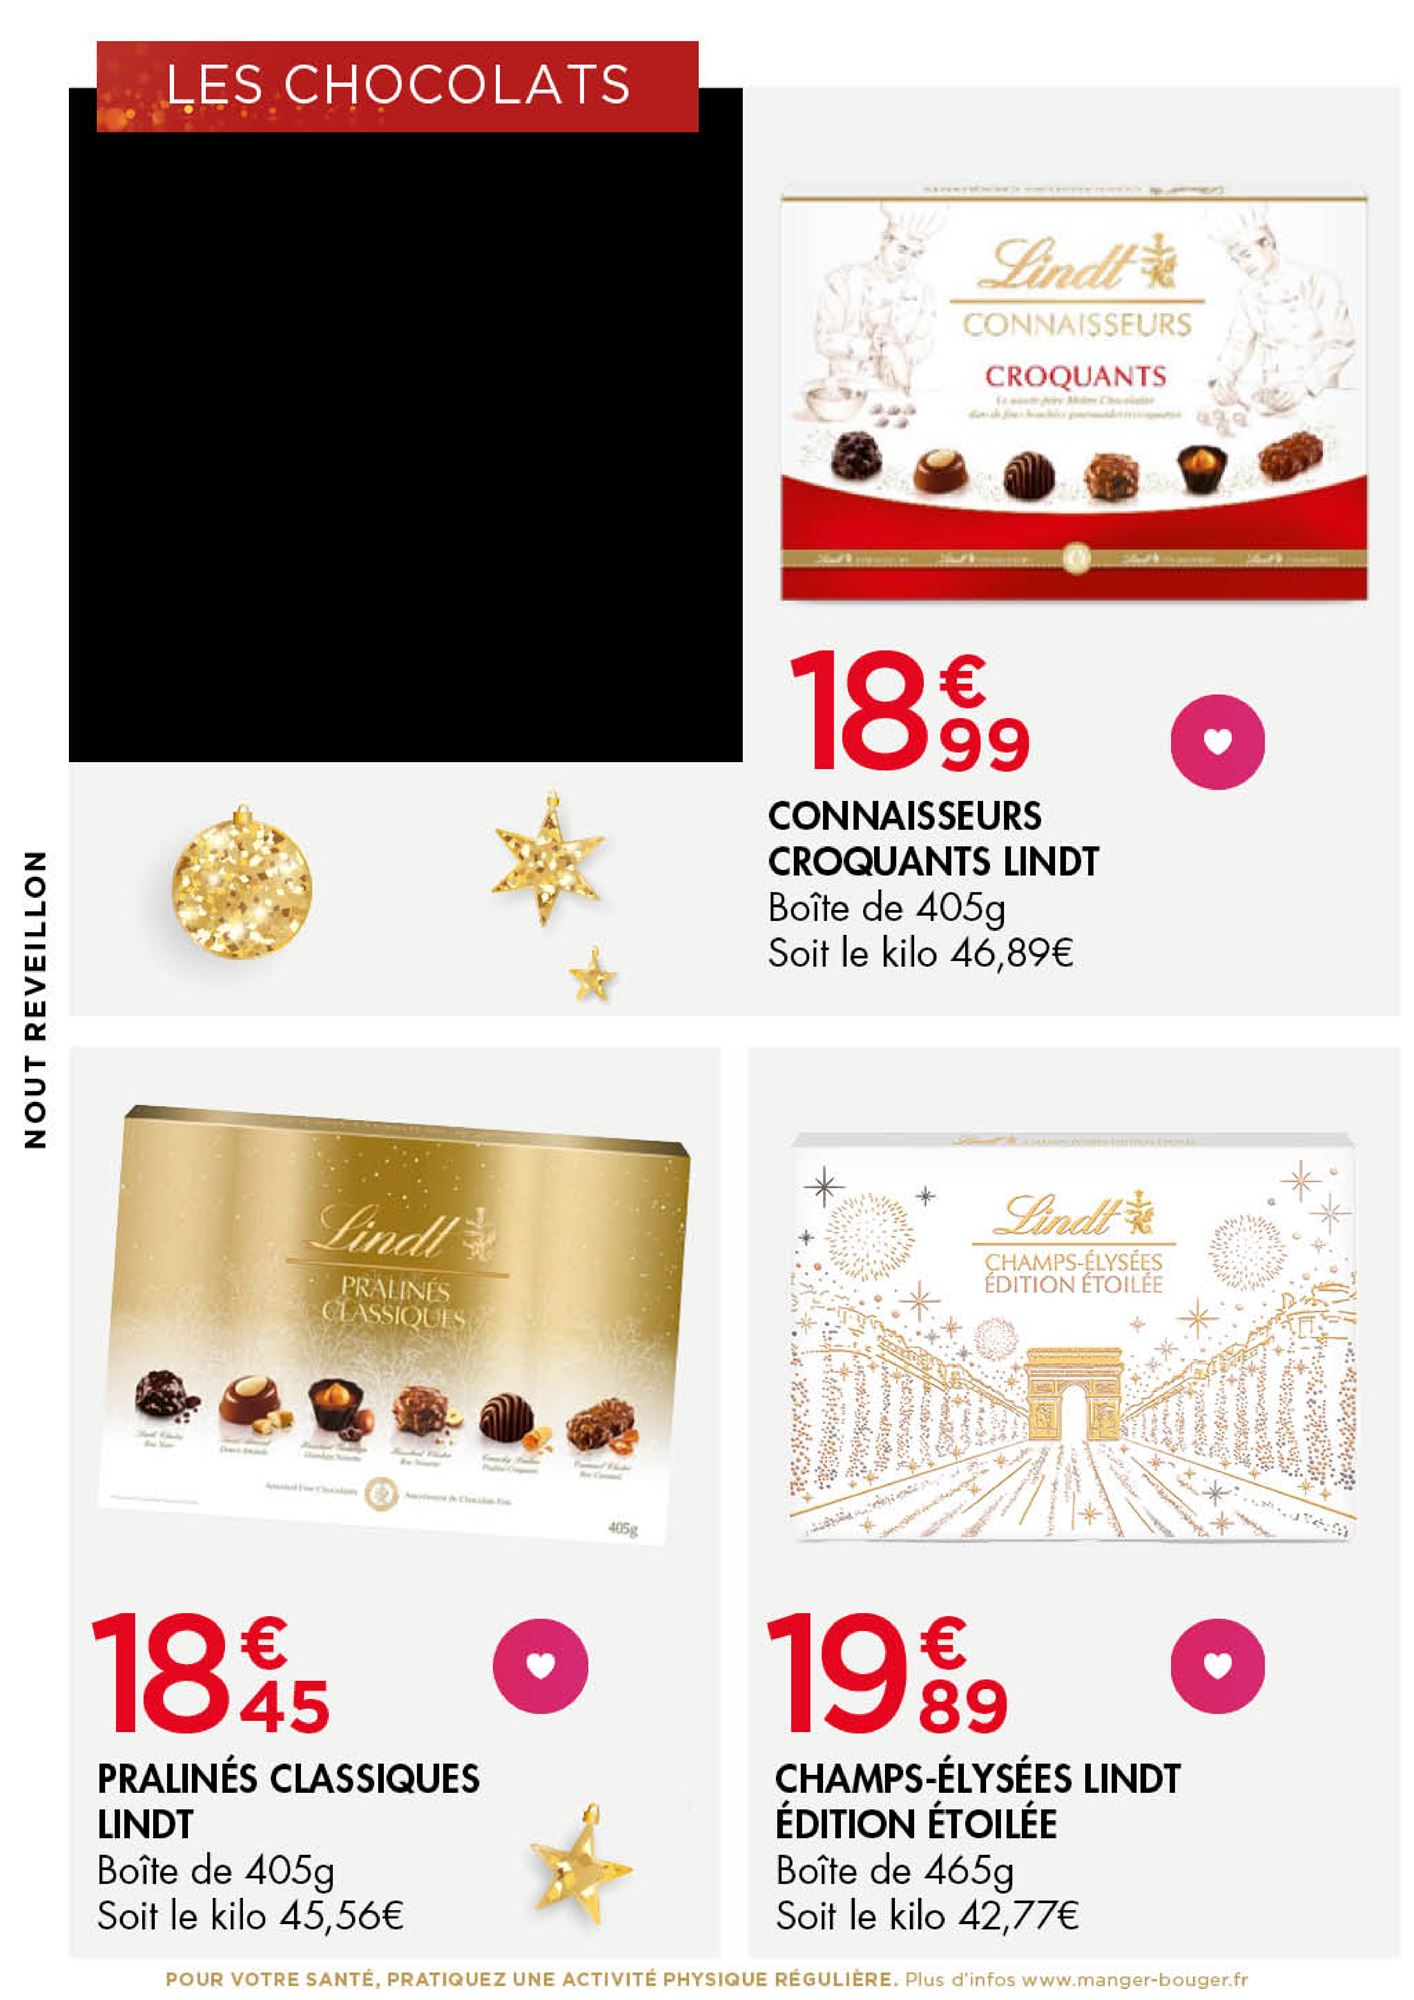 LES CHOCOLATS
Lindt
CONNAISSEURS
CROQUANTS
18€99
CONNAISSEURS
CROQUANTS LINDT
Boîte de 405g
Soit le kilo 46,89€
NOUT REVEILLON
Lindt
PRALINÉS
CLASSIQUES
405g
18€45
PRALINÉS CLASSIQUES
LINDT
Boîte de 405g
Soit le kilo 45,56€
Lindt
CHAMPS-ÉLYSÉES
ÉDITION ÉTOILÉE
19€89
CHAMPS-ÉLYSÉES LINDT
ÉDITION ÉTOILÉE
Boîte de 465g
Soit le kilo 42,77€
POUR VOTRE SANTÉ, PRATIQUEZ UNE ACTIVITÉ PHYSIQUE RÉGULIÈRE. Plus d'infos www.manger-bouger.fr